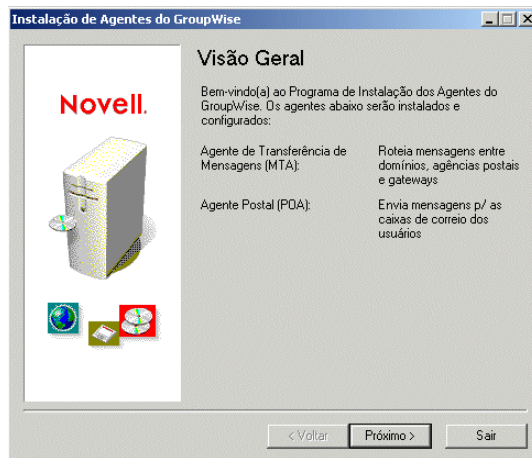 Instalação de Agentes do GroupWise
Novell.
Visão Geral
Bem-vindo(a) ao Programa de Instalação dos Agentes do
GroupWise. Os agentes abaixo serão instalados e
configurados:
Agente de Transferência de
Mensagens (MTA):
Roteia mensagens entre
domínios, agências postais
e gateways
Agente Postal (POA):
Envia mensagens p/ as
caixas de correio dos
usuários
< Voltar
Próximo >
Sair